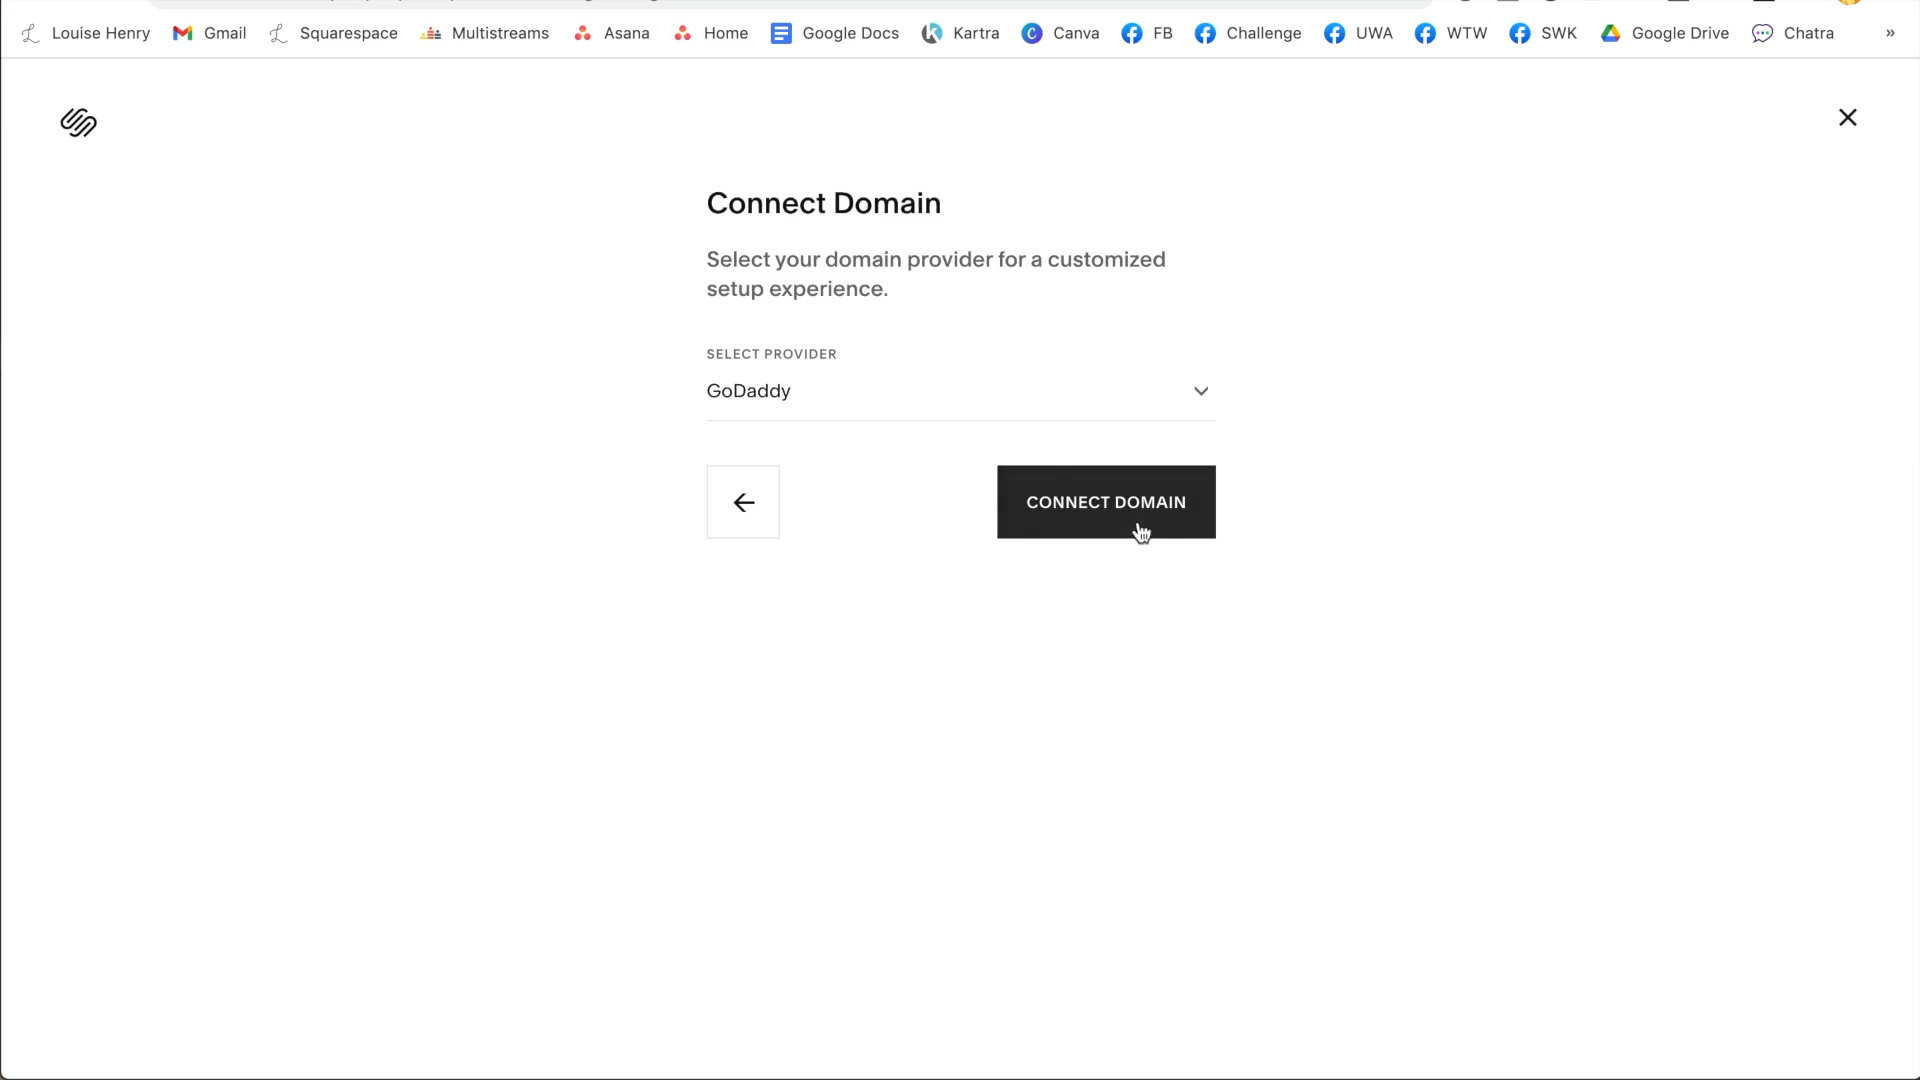 Louise Henry Gmail Squarespace Multistreams Asana Home Google Docs Kartra Canva FB Challenge UWA WTW SWK Google Drive Chatra »
Connect Domain
Select your domain provider for a customized
setup experience.
SELECT PROVIDER
GoDaddy
CONNECT DOMAIN